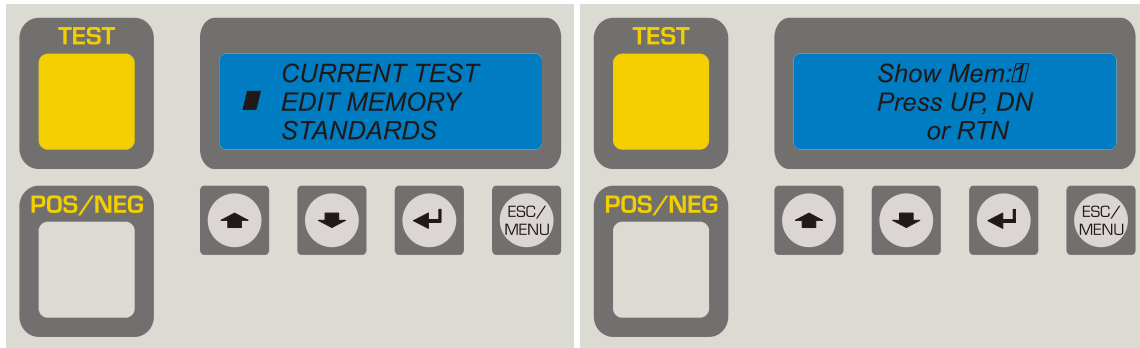 TEST
CURRENT TEST
EDIT MEMORY
STANDARDS
POS/NEG
ESC/
MENU
TEST
Show Mem:1
Press UP, DN
or RTN
POS/NEG
ESC/
MENU